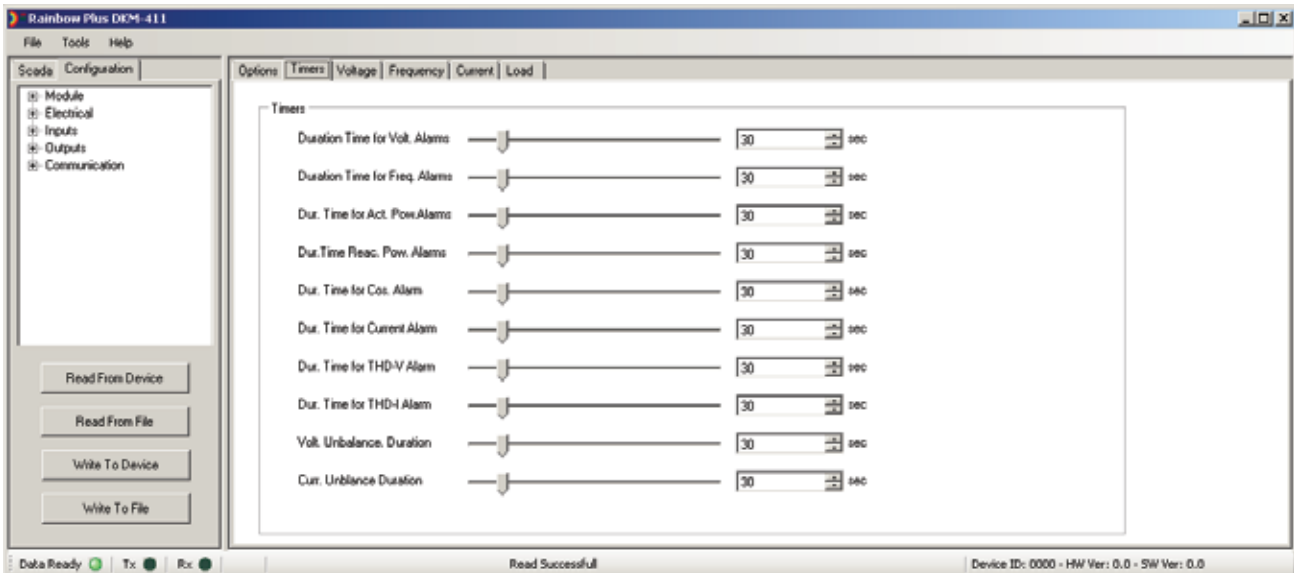 Rainbow Plus DKM-411
File Tools Help
Scada Configuration
Module
Electrical
Inputs
Outputs
Communication
Read From Device
Read From File
Write To Device
Write To File
Options Timers Voltage Frequency Current Load
Timers
Duration Time for Volt. Alarms 30 sec
Duration Time for Freq. Alarms 30 sec
Dur. Time for Act. Pow.Alarms 30 sec
Dur.Time Reac. Pow. Alarms 30 sec
Dur. Time for Cos. Alarm 30 sec
Dur. Time for Current Alarm 30 sec
Dur. Time for THD-V Alarm 30 sec
Dur. Time for THD-I Alarm 30 sec
Volt. Unbalance. Duration 30 sec
Curr. Unblance Duration 30 sec
Data Ready Tx Rx Read Successfull Device ID: 0000 - HW Ver: 0.0 - SW Ver: 0.0